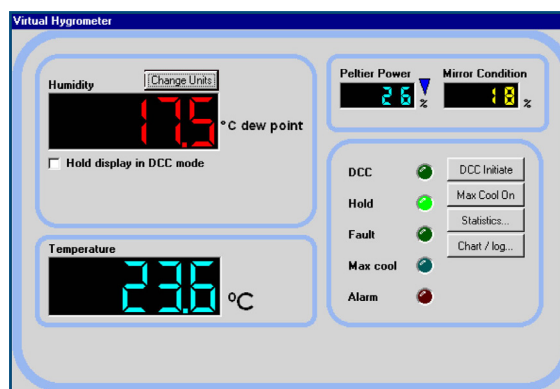 Virtual Hygrometer
Humidity
Change Units
17.5
°C dew point
Hold display in DCC mode
Temperature
23.6
°C
Peltier Power
26
%
Mirror Condition
18
%
DCC
Hold
Fault
Max cool
Alarm
DCC Initiate
Max Cool On
Statistics...
Chart / log...